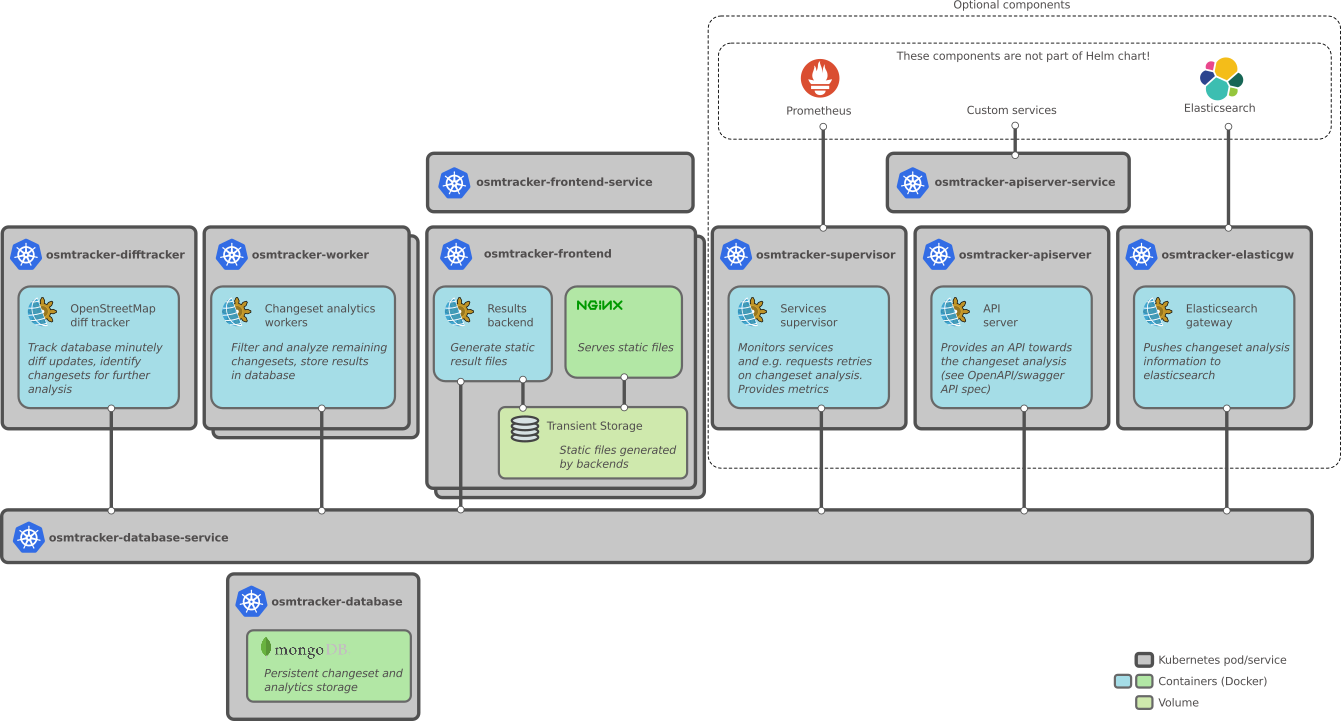 Optional components
These components are not part of Helm chart!
Prometheus
Custom services
Elasticsearch
osmtracker-frontend-service
osmtracker-apiserver-service
osmtracker-difftracker
OpenStreetMap
diff tracker
Track database minutely
diff updates, identify
changesets for further
analysis
osmtracker-worker
Changeset analytics
workers
Filter and analyze remaining
changesets, store results
in database
osmtracker-frontend
Results
backend
Generate static
result files
NGINX
Serves static files
Transient Storage
Static files generated
by backends
osmtracker-supervisor
Services
supervisor
Monitors services
and e.g. requests retries
on changeset analysis.
Provides metrics
osmtracker-apiserver
API
server
Provides an API towards
the changeset analysis
(see OpenAPI/swagger
API spec)
osmtracker-elasticgw
Elasticsearch
gateway
Pushes changeset analysis
information to
elasticsearch
osmtracker-database-service
osmtracker-database
mongoDB
Persistent changeset and
analytics storage
Kubernetes pod/service
Containers (Docker)
Volume